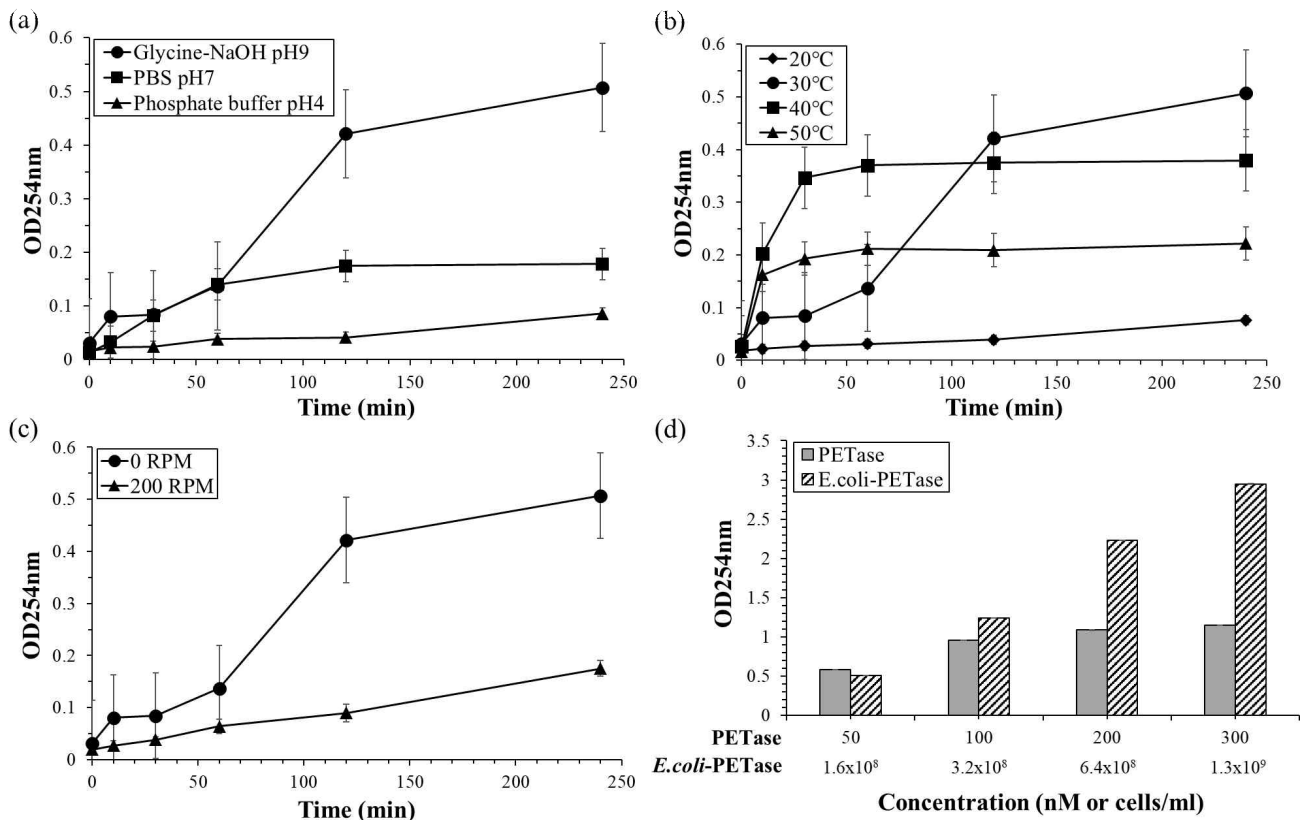 (a)
Glycine-NaOH pH9
PBS pH7
Phosphate buffer pH4
0.6
0.5
0.4
0.3
0.2
0.1
0
OD254nm
0 50 100 150 200 250
Time (min)
(b)
20°C
30°C
40°C
50°C
0.6
0.5
0.4
0.3
0.2
0.1
0
OD254nm
0 50 100 150 200 250
Time (min)
(c)
0 RPM
200 RPM
0.6
0.5
0.4
0.3
0.2
0.1
0
OD254nm
0 50 100 150 200 250
Time (min)
(d)
PETase
E.coli-PETase
3.5
3
2.5
2
1.5
1
0.5
0
OD254nm
PETase 50 100 200 300
E.coli-PETase 1.6x10⁸ 3.2x10⁸ 6.4x10⁸ 1.3x10⁹
Concentration (nM or cells/ml)